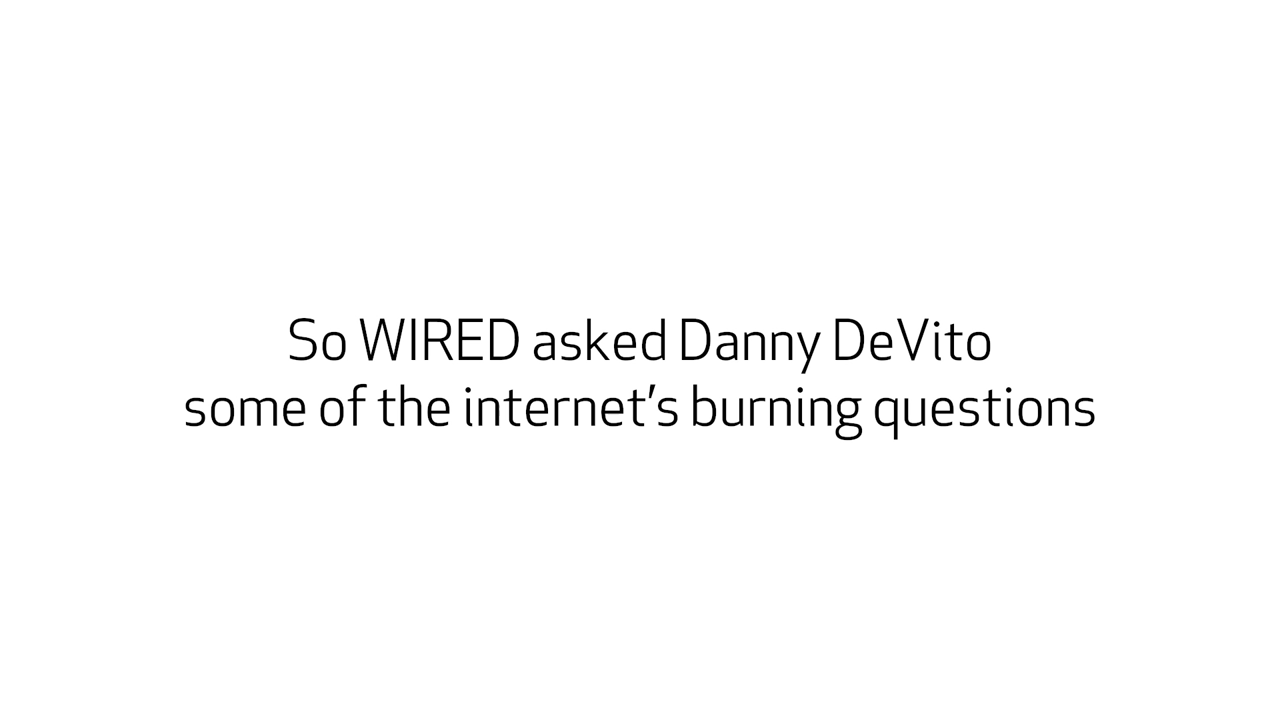 So WIRED asked Danny DeVito
some of the internet’s burning questions